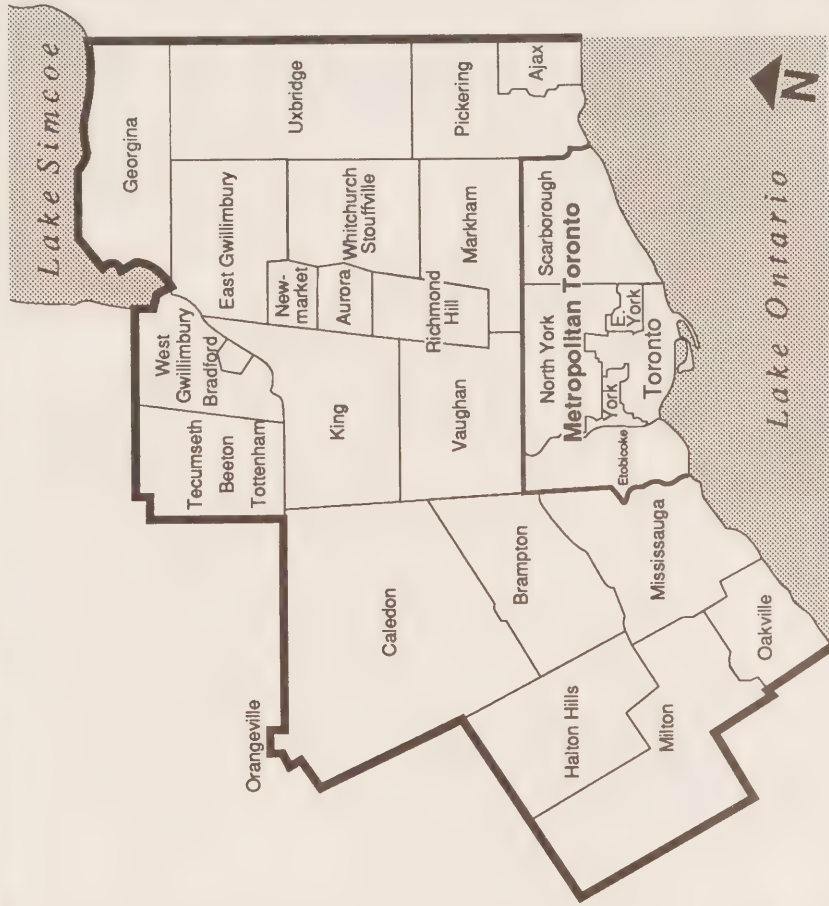 Lake Simcoe
Georgina
Uxbridge
Pickering
Ajax
East Gwillimbury
Whitchurch
Stouffville
Markham
Scarborough
New-
market
Aurora
Richmond
Hill
West
Gwillimbury
Bradford
Tecumseth
Beeton
Tottenham
King
Vaughan
North York
Metropolitan Toronto
York
E.
York
Toronto
Etobicoke
Orangeville
Caledon
Brampton
Mississauga
Halton Hills
Milton
Oakville
Lake Ontario
N